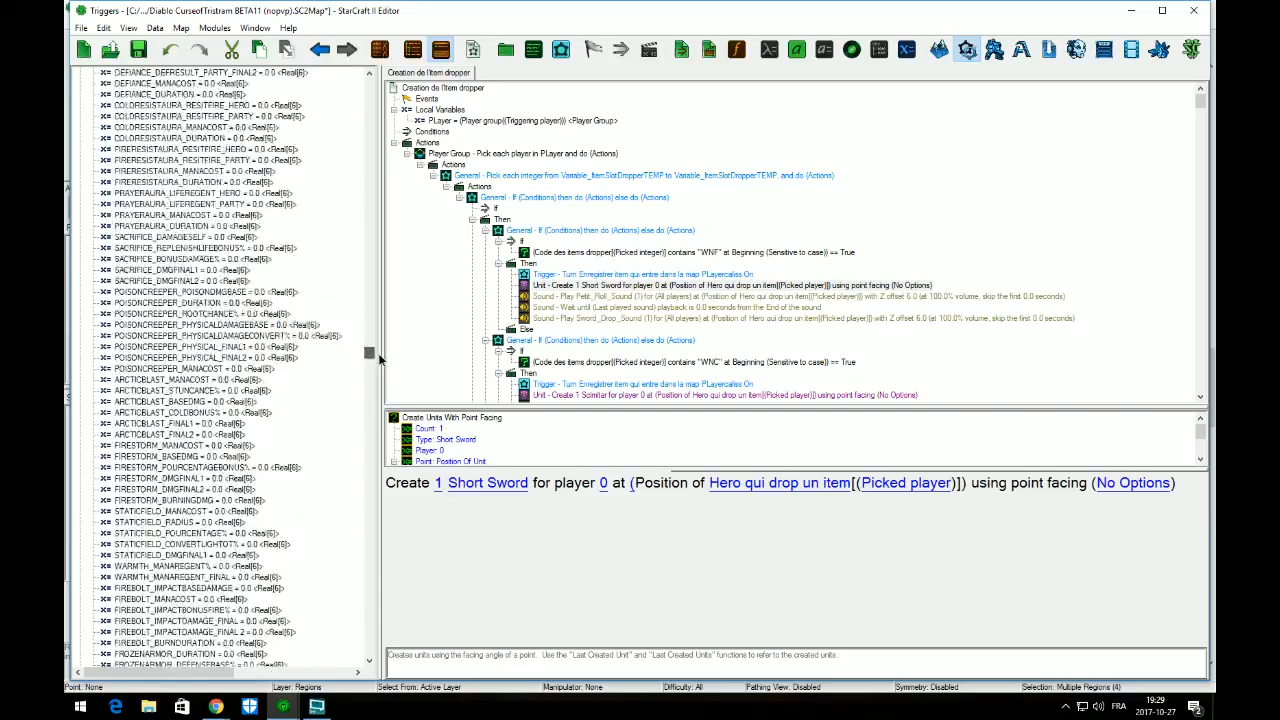 Triggers - [C:/.../Diablo CurseofTristram BETA11 (nopvp).SC2Map*] - StarCraft II Editor
File Edit View Data Map Modules Window Help
DEFIANCE_DEFRESULT_PARTY_FINAL2 = 0.0 <Real[6]>
DEFIANCE_MANACOST = 0.0 <Real[6]>
DEFIANCE_DURATION = 0.0 <Real[6]>
COLDRESISTAURA_RESITFIRE_HERO = 0.0 <Real[6]>
COLDRESISTAURA_RESITFIRE_PARTY = 0.0 <Real[6]>
COLDRESISTAURA_MANACOST = 0.0 <Real[6]>
COLDRESISTAURA_DURATION = 0.0 <Real[6]>
FIRERESISTAURA_RESITFIRE_HERO = 0.0 <Real[6]>
FIRERESISTAURA_RESITFIRE_PARTY = 0.0 <Real[6]>
FIRERESISTAURA_MANACOST = 0.0 <Real[6]>
FIRERESISTAURA_DURATION = 0.0 <Real[6]>
PRAYERAURA_LIFEREGENT_HERO = 0.0 <Real[6]>
PRAYERAURA_LIFEREGENT_PARTY = 0.0 <Real[6]>
PRAYERAURA_MANACOST = 0.0 <Real[6]>
PRAYERAURA_DURATION = 0.0 <Real[6]>
SACRIFICE_DAMAGESELF = 0.0 <Real[6]>
SACRIFICE_REPLENISHLIFEBONUS% = 0.0 <Real[6]>
SACRIFICE_BONUSDAMAGE% = 0.0 <Real[6]>
SACRIFICE_DMGFINAL1 = 0.0 <Real[6]>
SACRIFICE_DMGFINAL2 = 0.0 <Real[6]>
POISONCREEPER_POISONDMGBASE = 0.0 <Real[6]>
POISONCREEPER_DURATION = 0.0 <Real[6]>
POISONCREEPER_ROOTCHANCE% = 0.0 <Real[6]>
POISONCREEPER_PHYSICALDAMAGEBASE = 0.0 <Real[6]>
POISONCREEPER_PHYSICALDAMAGECONVERT% = 0.0 <Real[6]>
POISONCREEPER_PHYSICAL_FINAL1 = 0.0 <Real[6]>
POISONCREEPER_PHYSICAL_FINAL2 = 0.0 <Real[6]>
POISONCREEPER_MANACOST = 0.0 <Real[6]>
ARCTICBLAST_MANACOST = 0.0 <Real[6]>
ARCTICBLAST_STUNCANCE% = 0.0 <Real[6]>
ARCTICBLAST_BASEDMG = 0.0 <Real[6]>
ARCTICBLAST_COLDBONUS% = 0.0 <Real[6]>
ARCTICBLAST_FINAL1 = 0.0 <Real[6]>
ARCTICBLAST_FINAL2 = 0.0 <Real[6]>
FIRESTORM_MANACOST = 0.0 <Real[6]>
FIRESTORM_BASEDMG = 0.0 <Real[6]>
FIRESTORM_POURCENTAGEBONUS% = 0.0 <Real[6]>
FIRESTORM_DMGFINAL1 = 0.0 <Real[6]>
FIRESTORM_DMGFINAL2 = 0.0 <Real[6]>
FIRESTORM_BURNINGDMG = 0.0 <Real[6]>
STATICFIELD_MANACOST = 0.0 <Real[6]>
STATICFIELD_RADIUS = 0.0 <Real[6]>
STATICFIELD_POURCENTAGE% = 0.0 <Real[6]>
STATICFIELD_CONVERTLIGHTOT% = 0.0 <Real[6]>
STATICFIELD_DMGFINAL1 = 0.0 <Real[6]>
WARMTH_MANAREGENT% = 0.0 <Real[6]>
WARMTH_MANAREGENT_FINAL = 0.0 <Real[6]>
FIREBOLT_IMPACTBASEDAMAGE = 0.0 <Real[6]>
FIREBOLT_MANACOST = 0.0 <Real[6]>
FIREBOLT_IMPACTBONUSFIRE% = 0.0 <Real[6]>
FIREBOLT_IMPACTDAMAGE_FINAL = 0.0 <Real[6]>
FIREBOLT_IMPACTDAMAGE_FINAL 2 = 0.0 <Real[6]>
FIREBOLT_BURNDURATION = 0.0 <Real[6]>
FROZENARMOR_DURATION = 0.0 <Real[6]>
FROZENARMOR_DEFENSEBASE% = 0.0 <Real[6]>
Creation de l'Item dropper
Creation de l'Item dropper
Events
Local Variables
PLayer = (Player group((Triggering player))) <Player Group>
Conditions
Actions
Player Group - Pick each player in PLayer and do (Actions)
Actions
General - Pick each integer from Variable_ItemSlotDropperTEMP to Variable_ItemSlotDropperTEMP, and do (Actions)
Actions
General - If (Conditions) then do (Actions) else do (Actions)
If
Then
General - If (Conditions) then do (Actions) else do (Actions)
If
(Code des items dropper[(Picked integer)] contains "WNF" at Beginning (Sensitive to case)) == True
Then
Trigger - Turn Enregistrer item qui entre dans la map PLayercaliss On
Unit - Create 1 Short Sword for player 0 at (Position of Hero qui drop un item[(Picked player)]) using point facing (No Options)
Sound - Play Petit_Roll_Sound (1) for (All players) at (Position of Hero qui drop un item[(Picked player)]) with Z offset 6.0 (at 100.0% volume, skip the first 0.0 seconds)
Sound - Wait until (Last played sound) playback is 0.0 seconds from the End of the sound
Sound - Play Sword_Drop_Sound (1) for (All players) at (Position of Hero qui drop un item[(Picked player)]) with Z offset 6.0 (at 100.0% volume, skip the first 0.0 seconds)
Else
General - If (Conditions) then do (Actions) else do (Actions)
If
(Code des items dropper[(Picked integer)] contains "WNC" at Beginning (Sensitive to case)) == True
Then
Trigger - Turn Enregistrer item qui entre dans la map PLayercaliss On
Unit - Create 1 Scimitar for player 0 at (Position of Hero qui drop un item[(Picked player)]) using point facing (No Options)
Create Units With Point Facing
Count: 1
Type: Short Sword
Player: 0
Point: Position Of Unit
Create 1 Short Sword for player 0 at (Position of Hero qui drop un item[(Picked player)]) using point facing (No Options)
Creates units using the facing angle of a point. Use the "Last Created Unit" and "Last Created Units" functions to refer to the created units.
Point: None Layer: Regions Select From: Active Layer Manipulator: None Difficulty: All Pathing View: Disabled Symmetry: Disabled Selection: Multiple Regions (4)
FRA 19:29
2017-10-27